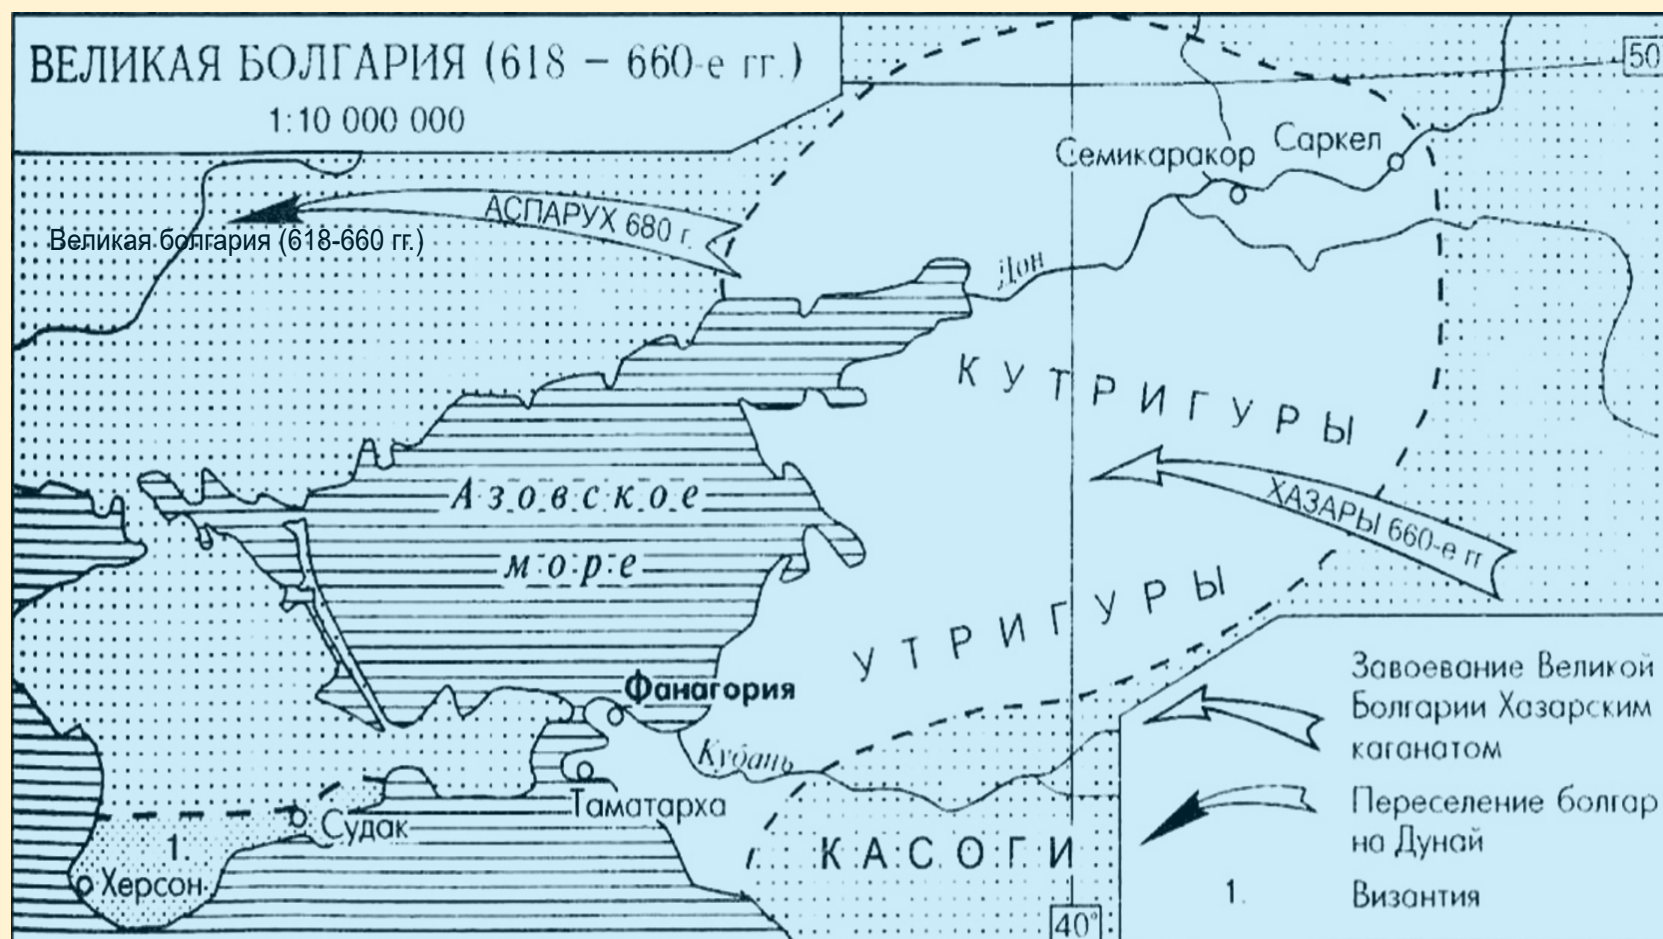 ВЕЛИКАЯ БОЛГАРИЯ (618 – 660-е гг.)
1:10 000 000
50
Семикаракор
Саркел
АСПАРУХ 680 г.
Великая болгария (618-660 гг.)
Дон
КУТРИГУРЫ
Азовское
море
ХАЗАРЫ 660-е гг
УТРИГУРЫ
Фанагория
Кубань
Таматарха
Судак
1.
Херсон
КАСОГИ
40°
Завоевание Великой
Болгарии Хазарским
каганатом
Переселение болгар
на Дунай
1. Византия